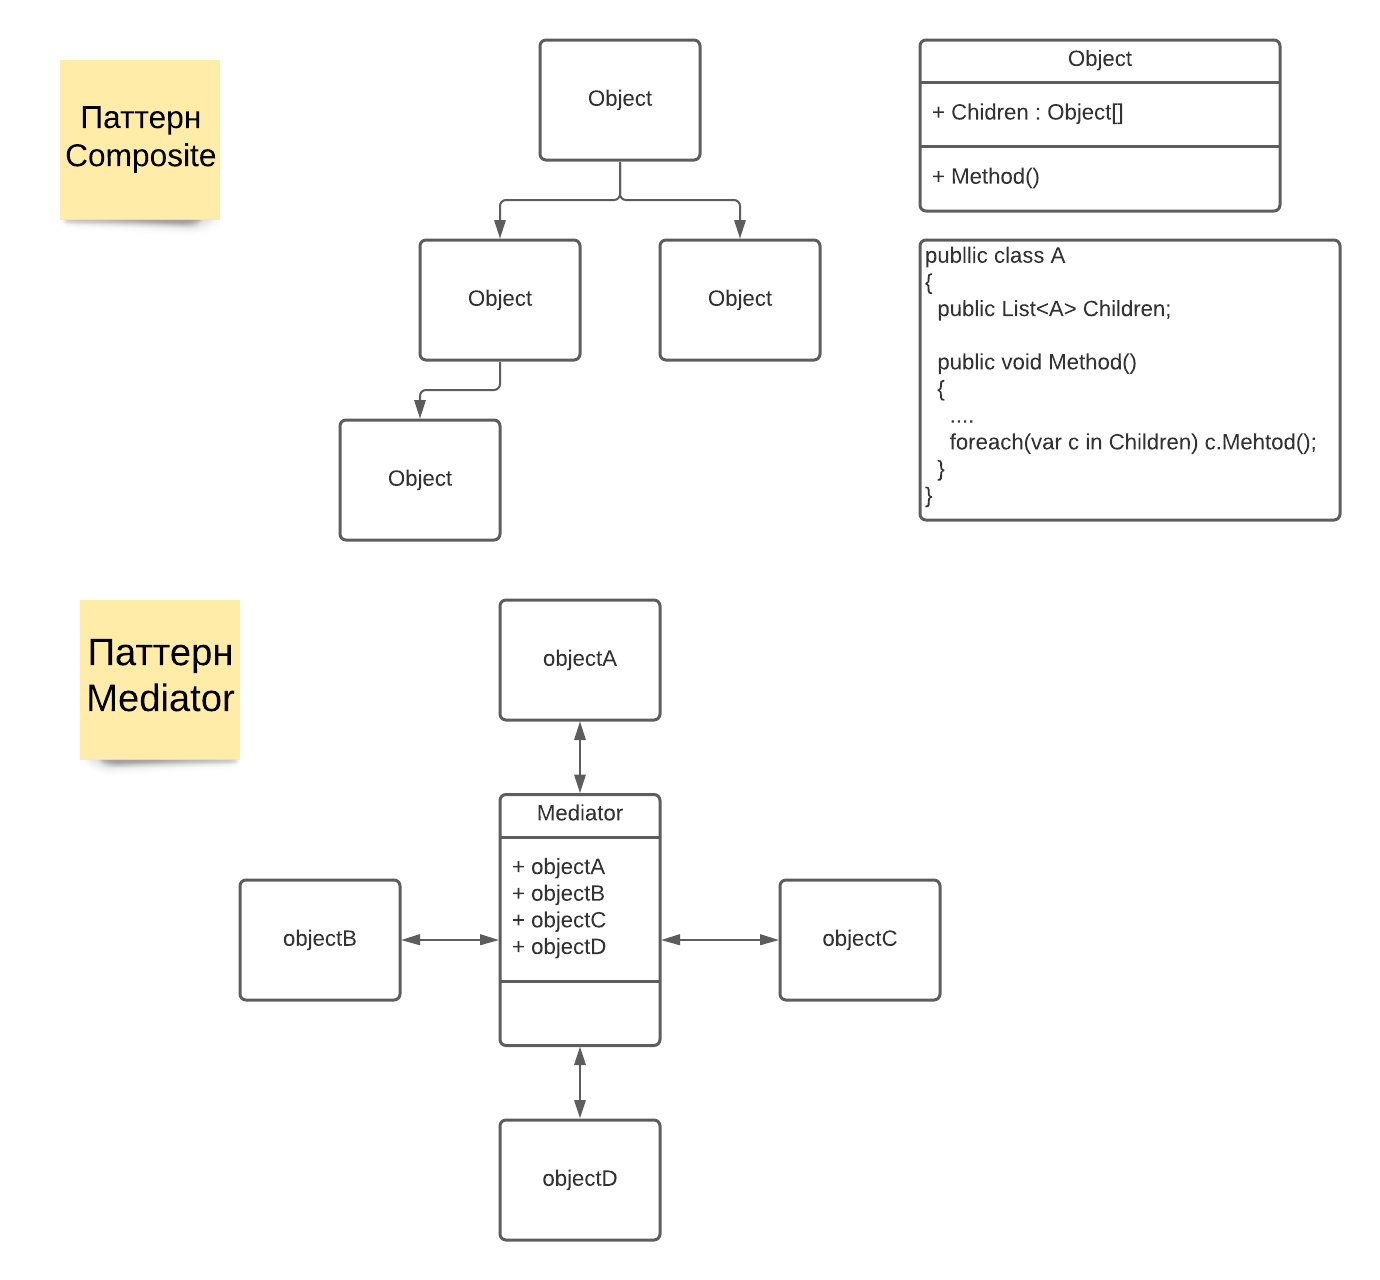 Паттерн
Composite
Object
Object
Object
Object
Object
+ Chidren : Object[]
+ Method()
publlic class A
{
public List<A> Children;
public void Method()
{
....
foreach(var c in Children) c.Mehtod();
}
}
Паттерн
Mediator
objectA
Mediator
+ objectA
+ objectB
+ objectC
+ objectD
objectB
objectC
objectD